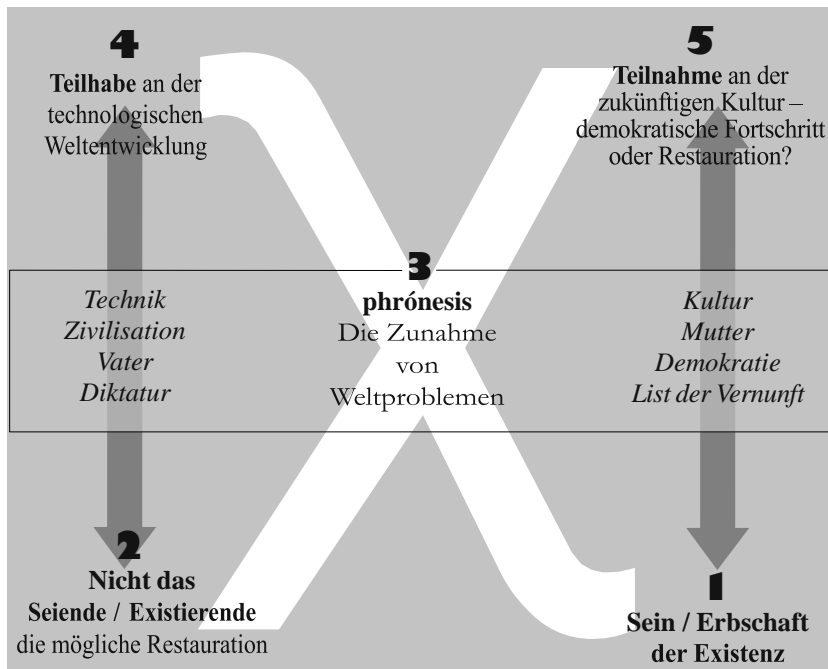 4
Teilhabe an der
technologischen
Weltentwicklung
5
Teilnahme an der
zukünftigen Kultur –
demokratische Fortschritt
oder Restauration?
Technik
Zivilisation
Vater
Diktatur
3
phrónesis
Die Zunahme
von
Weltproblemen
Kultur
Mutter
Demokratie
List der Vernunft
2
Nicht das
Seiende / Existierende
die mögliche Restauration
1
Sein / Erbschaft
der Existenz